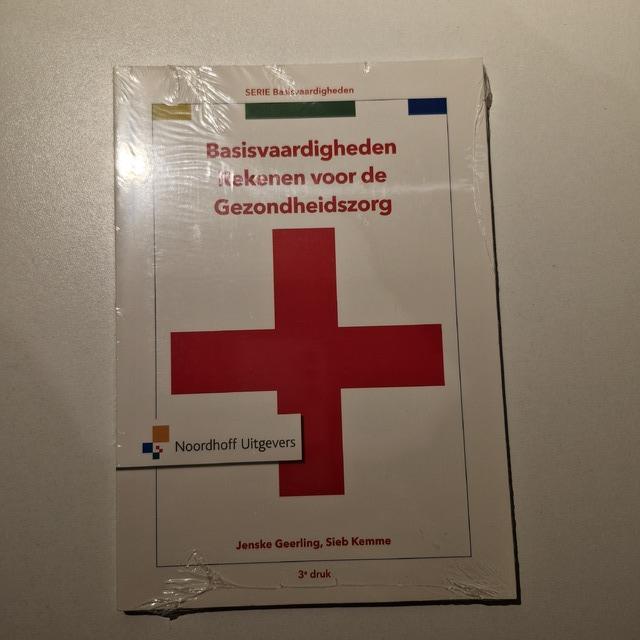 SERIE Basisvaardigheden
Basisvaardigheden
Rekenen voor de
Gezondheidszorg
Noordhoff Uitgevers
Jenske Geerling, Sieb Kemme
3e druk